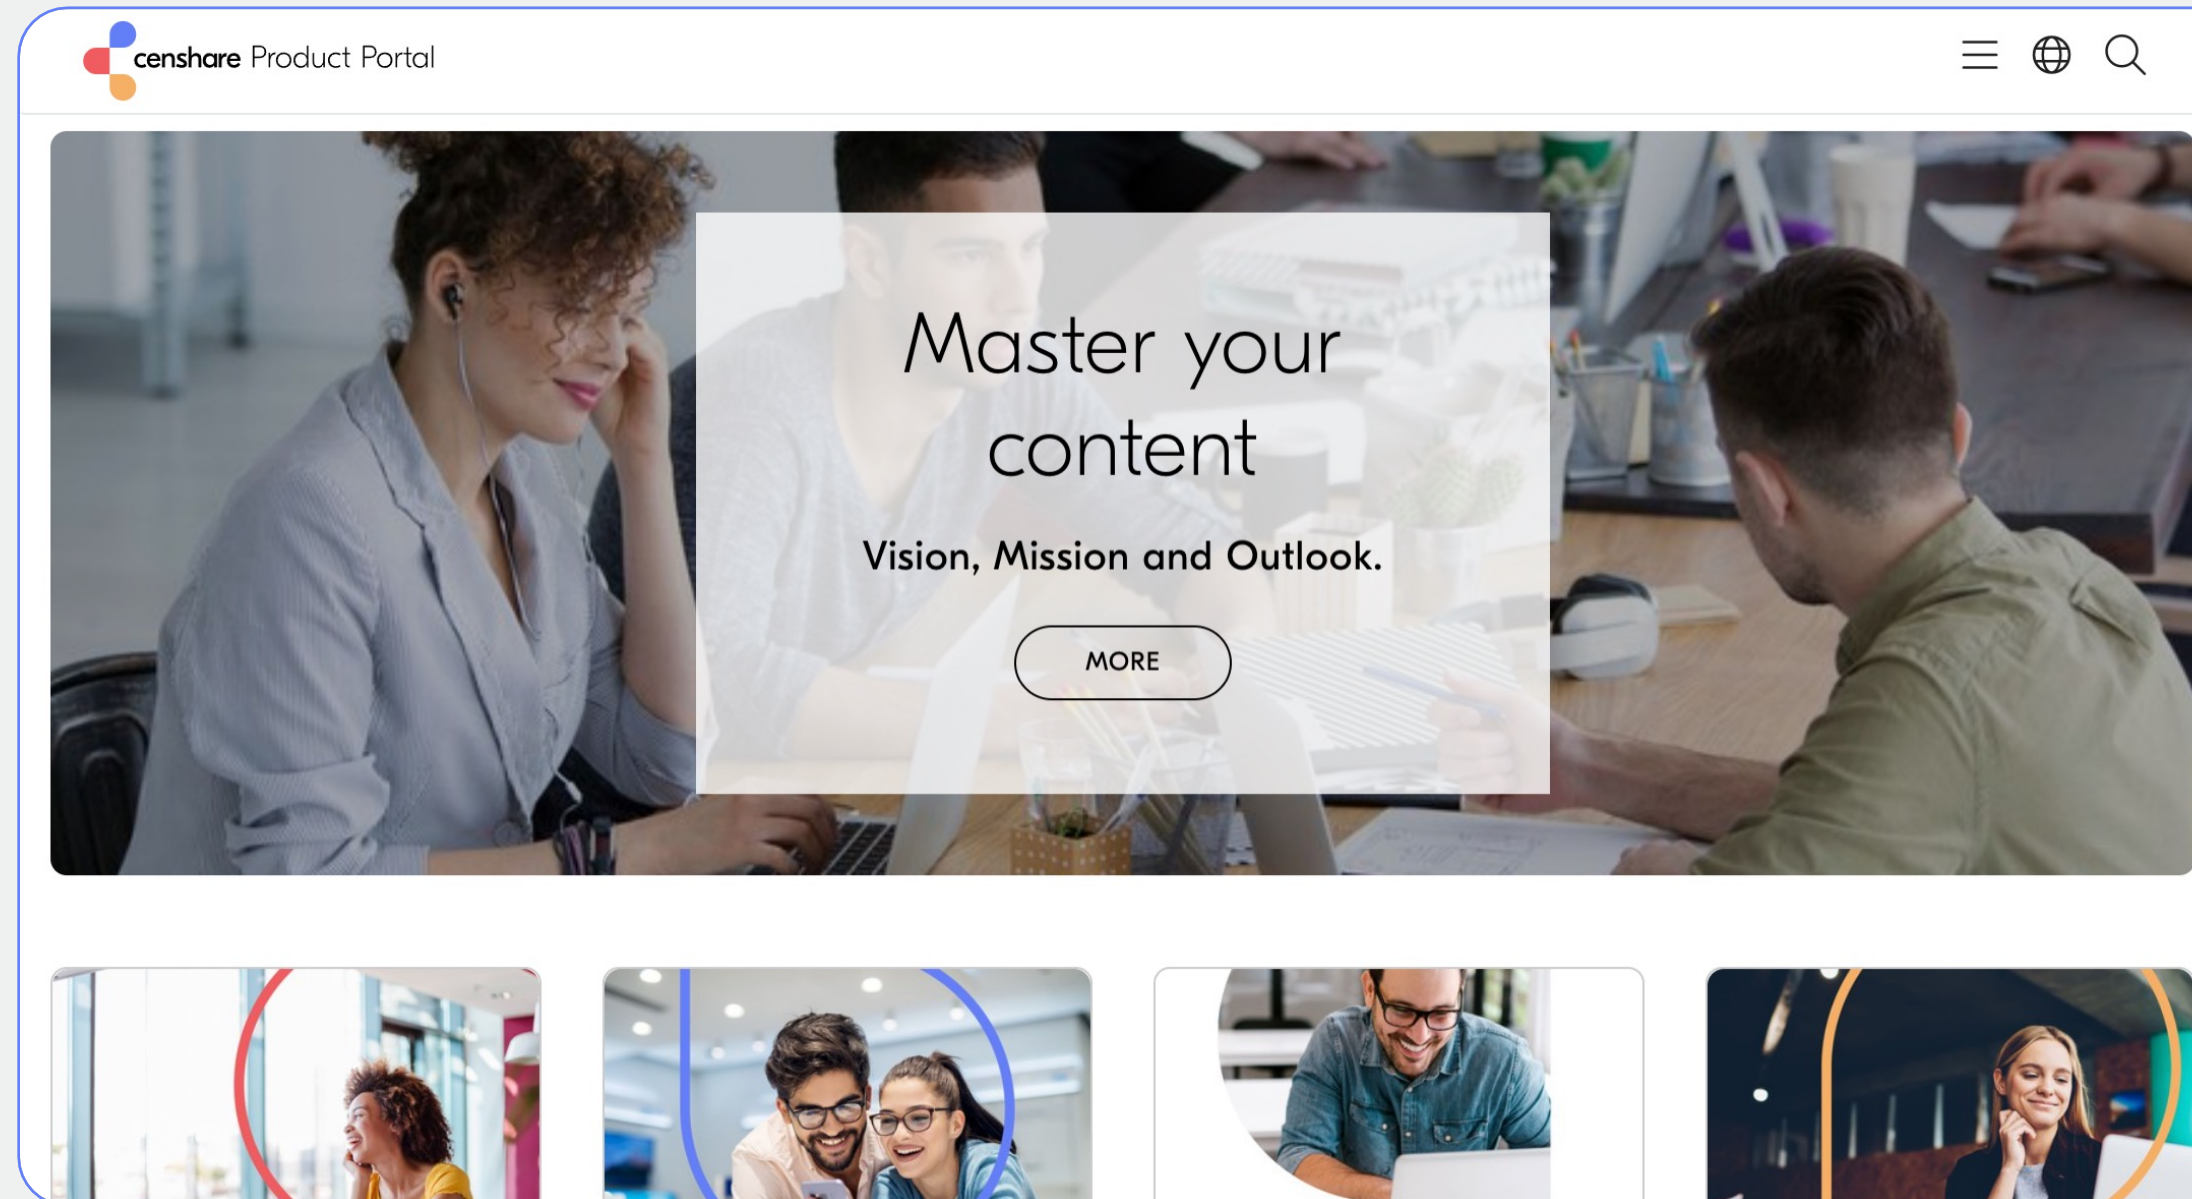 censhare Product Portal
Master your
content
Vision, Mission and Outlook.
MORE